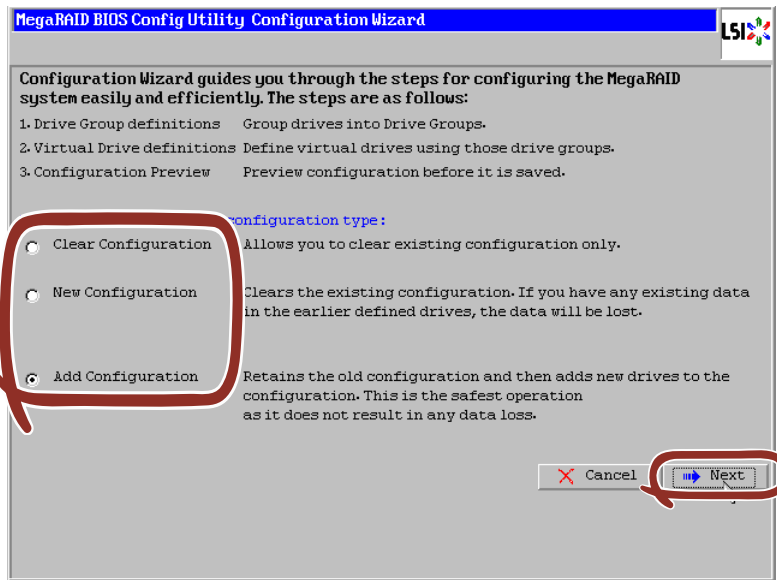 MegaRAID BIOS Config Utility Configuration Wizard
LSI
Configuration Wizard guides you through the steps for configuring the MegaRAID
system easily and efficiently. The steps are as follows:
1. Drive Group definitions Group drives into Drive Groups.
2. Virtual Drive definitions Define virtual drives using those drive groups.
3. Configuration Preview Preview configuration before it is saved.
configuration type:
Clear Configuration Allows you to clear existing configuration only.
New Configuration Clears the existing configuration. If you have any existing data
in the earlier defined drives, the data will be lost.
Add Configuration Retains the old configuration and then adds new drives to the
configuration. This is the safest operation
as it does not result in any data loss.
Cancel Next